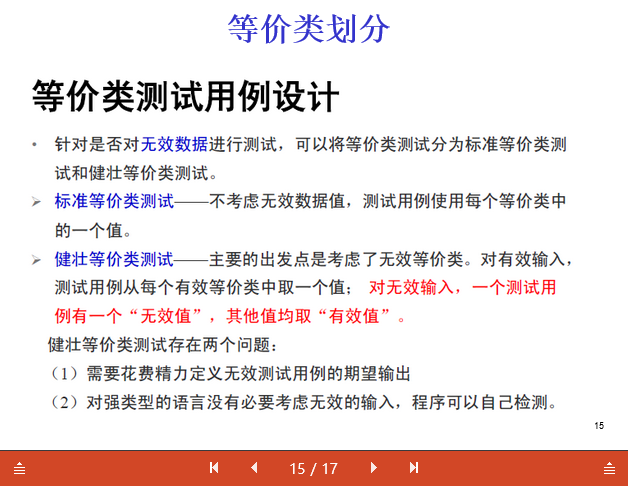 等价类划分
等价类测试用例设计
• 针对是否对无效数据进行测试，可以将等价类测试分为标准等价类测
试和健壮等价类测试。
➢ 标准等价类测试——不考虑无效数据值，测试用例使用每个等价类中
的一个值。
➢ 健壮等价类测试——主要的出发点是考虑了无效等价类。对有效输入，
测试用例从每个有效等价类中取一个值； 对无效输入，一个测试用
例有一个“无效值”，其他值均取“有效值”。
健壮等价类测试存在两个问题：
（1）需要花费精力定义无效测试用例的期望输出
（2）对强类型的语言没有必要考虑无效的输入，程序可以自己检测。
15
15 / 17